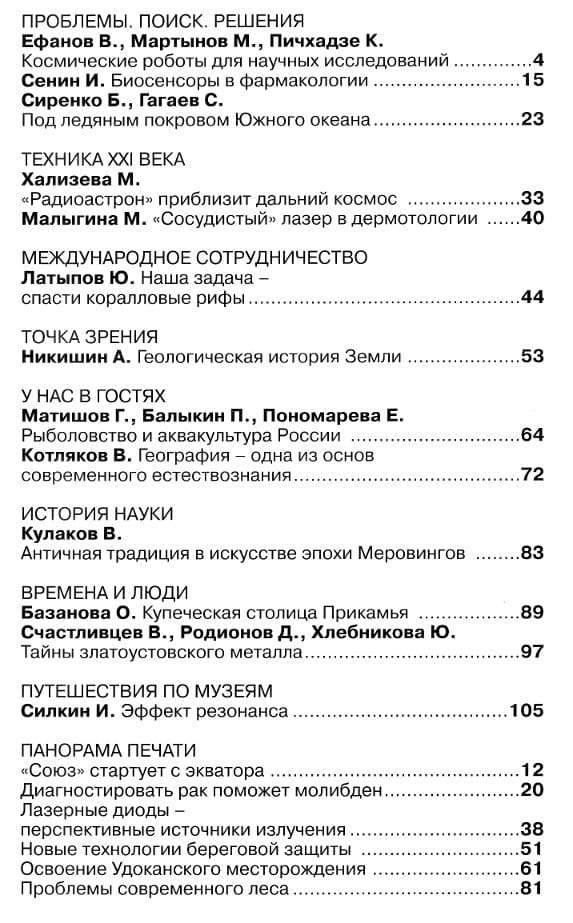 ПРОБЛЕМЫ. ПОИСК. РЕШЕНИЯ
Ефанов В., Мартынов М., Пичхадзе К.
Космические роботы для научных исследований .............4
Сенин И. Биосенсоры в фармакологии ......................15
Сиренко Б., Гагаев С.
Под ледяным покровом Южного океана......................23
ТЕХНИКА XXI ВЕКА
Хализева М.
«Радиоастрон» приблизит дальний космос .................33
Малыгина М. «Сосудистый» лазер в дермотологии ......40
МЕЖДУНАРОДНОЕ СОТРУДНИЧЕСТВО
Латыпов Ю. Наша задача –
спасти коралловые рифы..........................................44
ТОЧКА ЗРЕНИЯ
Никишин А. Геологическая история Земли .................53
У НАС В ГОСТЯХ
Матишов Г., Балыкин П., Пономарева Е.
Рыболовство и аквакультура России .........................64
Котляков В. География – одна из основ
современного естествознания...................................72
ИСТОРИЯ НАУКИ
Кулаков В.
Античная традиция в искусстве эпохи Меровингов ........83
ВРЕМЕНА И ЛЮДИ
Базанова О. Купеческая столица Прикамья ................89
Счастливцев В., Родионов Д., Хлебникова Ю.
Тайны златоустовского металла.................................97
ПУТЕШЕСТВИЯ ПО МУЗЕЯМ
Силкин И. Эффект резонанса..................................105
ПАНОРАМА ПЕЧАТИ
«Союз» стартует с экватора ......................................12
Диагностировать рак поможет молибден.....................20
Лазерные диоды –
перспективные источники излучения ..........................38
Новые технологии береговой защиты .........................51
Освоение Удоканского месторождения ......................61
Проблемы современного леса ...................................81